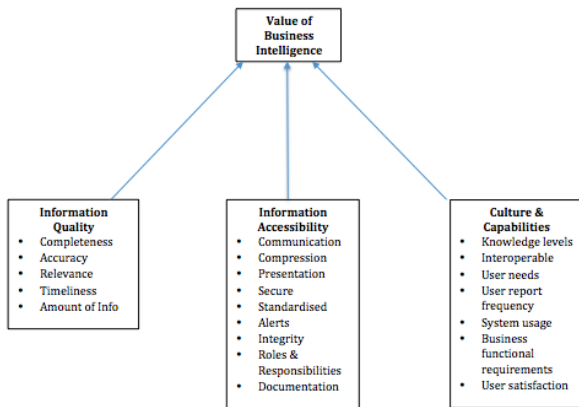 Value of
Business
Intelligence
Information
Quality
• Completeness
• Accuracy
• Relevance
• Timeliness
• Amount of Info
Information
Accessibility
• Communication
• Compression
• Presentation
• Secure
• Standardised
• Alerts
• Integrity
• Roles &
Responsibilities
• Documentation
Culture &
Capabilities
• Knowledge levels
• Interoperable
• User needs
• User report
frequency
• System usage
• Business
functional
requirements
• User satisfaction